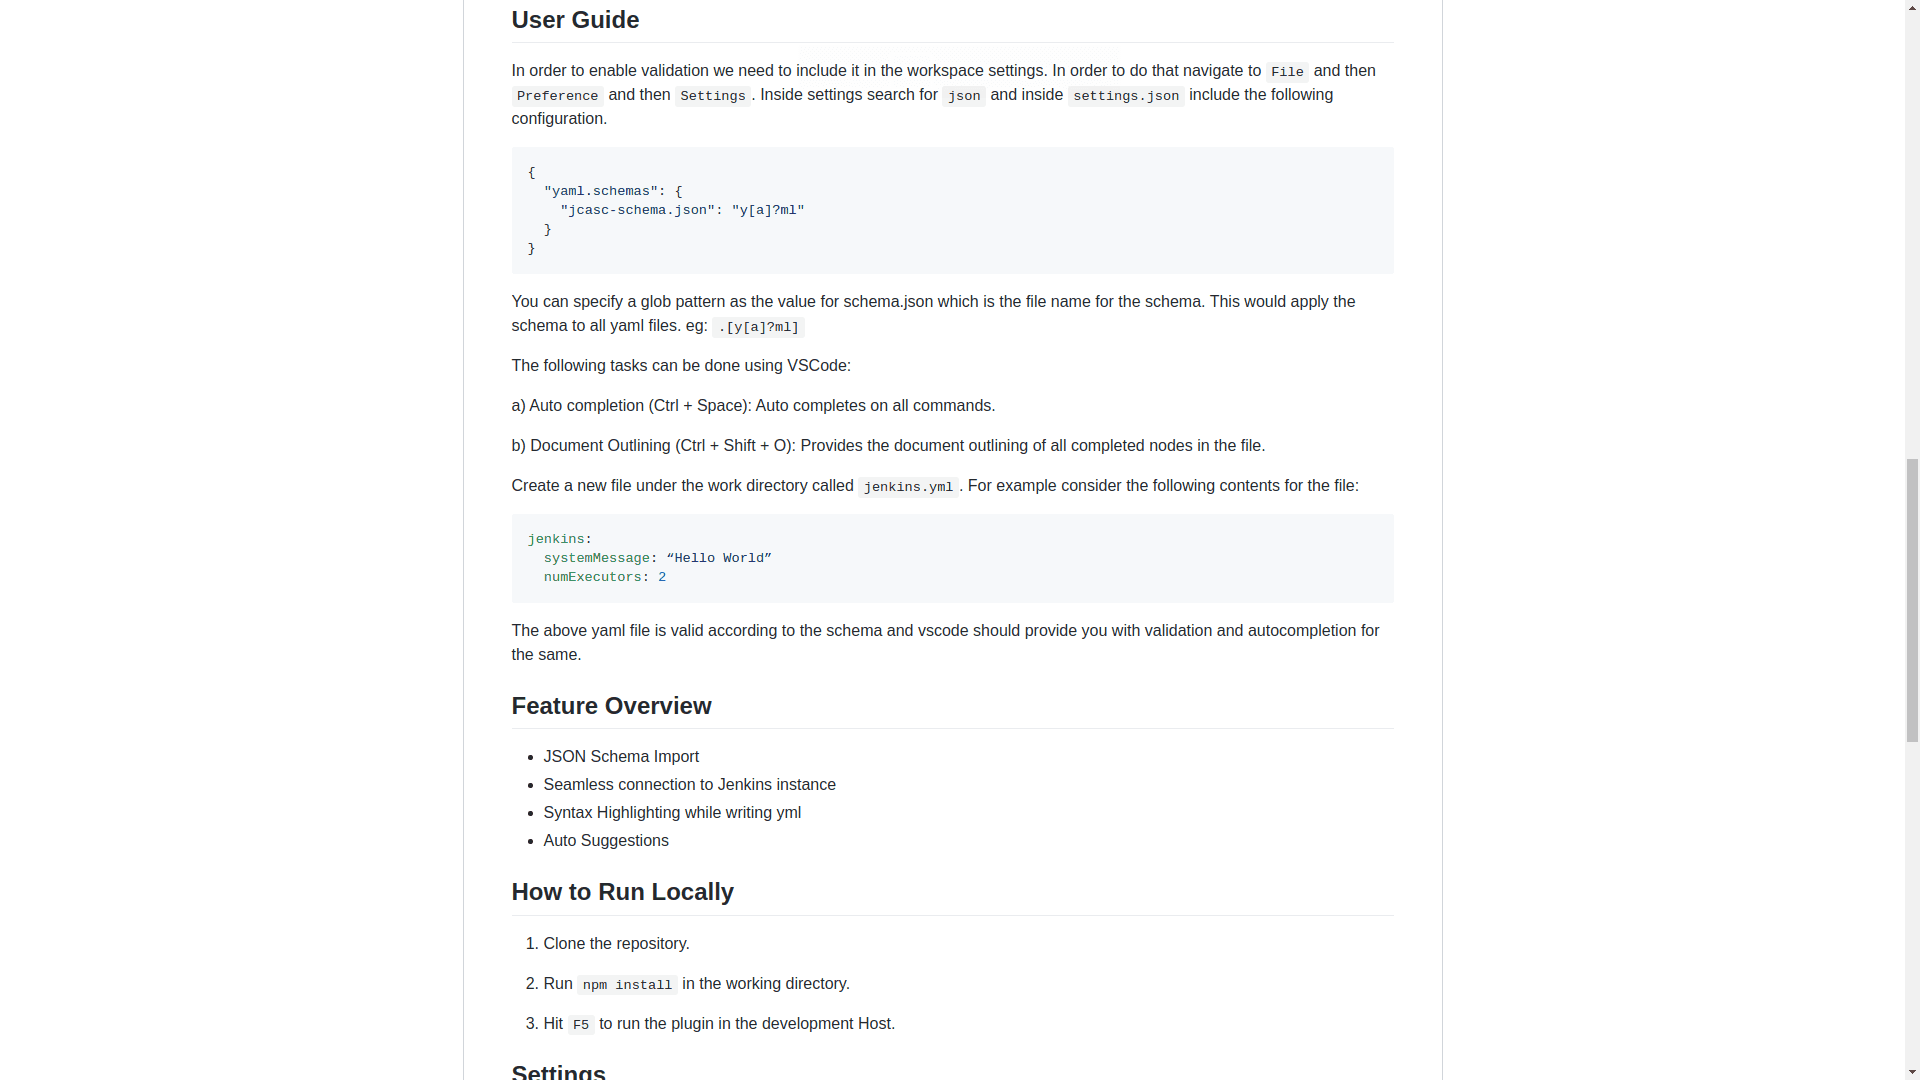 User Guide
In order to enable validation we need to include it in the workspace settings. In order to do that navigate to File and then
Preference and then Settings. Inside settings search for json and inside settings.json include the following
configuration.
{
  "yaml.schemas": {
    "jcasc-schema.json": "y[a]?ml"
  }
}
You can specify a glob pattern as the value for schema.json which is the file name for the schema. This would apply the
schema to all yaml files. eg: .[y[a]?ml]
The following tasks can be done using VSCode:
a) Auto completion (Ctrl + Space): Auto completes on all commands.
b) Document Outlining (Ctrl + Shift + O): Provides the document outlining of all completed nodes in the file.
Create a new file under the work directory called jenkins.yml. For example consider the following contents for the file:
jenkins:
  systemMessage: “Hello World”
  numExecutors: 2
The above yaml file is valid according to the schema and vscode should provide you with validation and autocompletion for
the same.
Feature Overview
• JSON Schema Import
• Seamless connection to Jenkins instance
• Syntax Highlighting while writing yml
• Auto Suggestions
How to Run Locally
1. Clone the repository.
2. Run npm install in the working directory.
3. Hit F5 to run the plugin in the development Host.
Settings